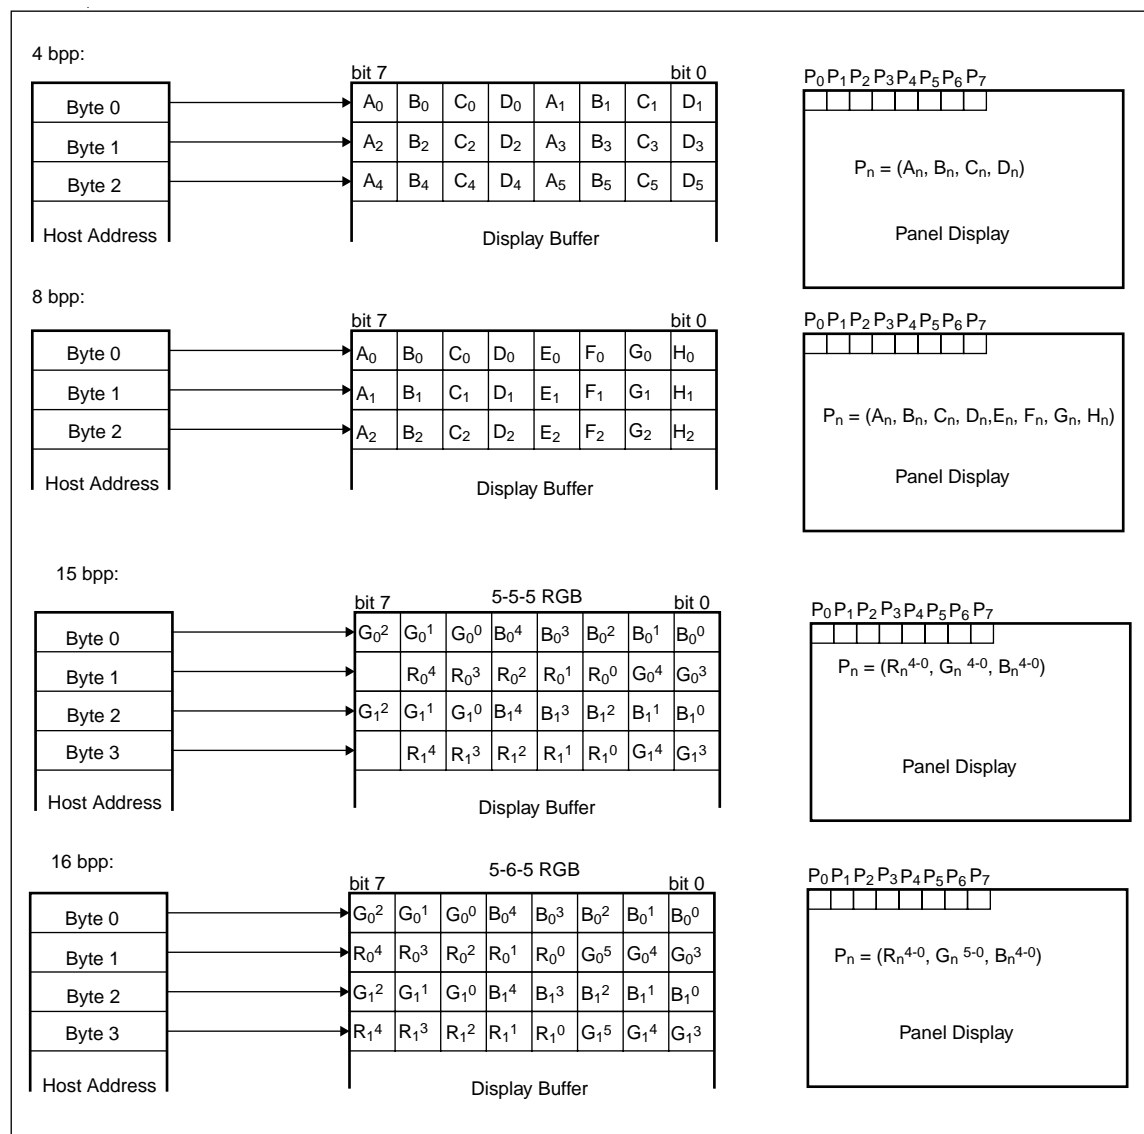 4 bpp:
bit 7 bit 0
Byte 0 A₀ B₀ C₀ D₀ A₁ B₁ C₁ D₁
Byte 1 A₂ B₂ C₂ D₂ A₃ B₃ C₃ D₃
Byte 2 A₄ B₄ C₄ D₄ A₅ B₅ C₅ D₅
Host Address Display Buffer
P₀ P₁ P₂ P₃ P₄ P₅ P₆ P₇
Pₙ = (Aₙ, Bₙ, Cₙ, Dₙ)
Panel Display
8 bpp:
bit 7 bit 0
Byte 0 A₀ B₀ C₀ D₀ E₀ F₀ G₀ H₀
Byte 1 A₁ B₁ C₁ D₁ E₁ F₁ G₁ H₁
Byte 2 A₂ B₂ C₂ D₂ E₂ F₂ G₂ H₂
Host Address Display Buffer
P₀ P₁ P₂ P₃ P₄ P₅ P₆ P₇
Pₙ = (Aₙ, Bₙ, Cₙ, Dₙ,Eₙ, Fₙ, Gₙ, Hₙ)
Panel Display
15 bpp:
bit 7 5-5-5 RGB bit 0
Byte 0 G₀² G₀¹ G₀⁰ B₀⁴ B₀³ B₀² B₀¹ B₀⁰
Byte 1 R₀⁴ R₀³ R₀² R₀¹ R₀⁰ G₀⁴ G₀³
Byte 2 G₁² G₁¹ G₁⁰ B₁⁴ B₁³ B₁² B₁¹ B₁⁰
Byte 3 R₁⁴ R₁³ R₁² R₁¹ R₁⁰ G₁⁴ G₁³
Host Address Display Buffer
P₀ P₁ P₂ P₃ P₄ P₅ P₆ P₇
Pₙ = (Rₙ⁴⁻⁰, Gₙ ⁴⁻⁰, Bₙ⁴⁻⁰)
Panel Display
16 bpp:
bit 7 5-6-5 RGB bit 0
Byte 0 G₀² G₀¹ G₀⁰ B₀⁴ B₀³ B₀² B₀¹ B₀⁰
Byte 1 R₀⁴ R₀³ R₀² R₀¹ R₀⁰ G₀⁵ G₀⁴ G₀³
Byte 2 G₁² G₁¹ G₁⁰ B₁⁴ B₁³ B₁² B₁¹ B₁⁰
Byte 3 R₁⁴ R₁³ R₁² R₁¹ R₁⁰ G₁⁵ G₁⁴ G₁³
Host Address Display Buffer
P₀ P₁ P₂ P₃ P₄ P₅ P₆ P₇
Pₙ = (Rₙ⁴⁻⁰, Gₙ ⁵⁻⁰, Bₙ⁴⁻⁰)
Panel Display